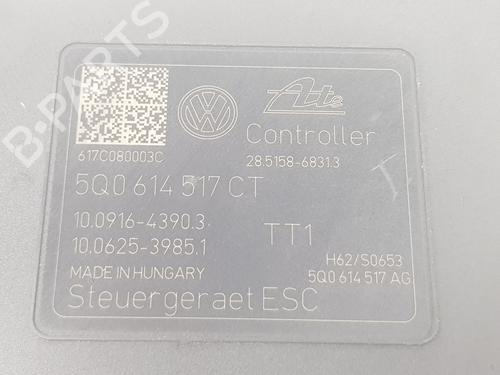 B-PARTS
Ate
Controller
617C080003C
28.5158-6831.3
5Q0 614 517 CT
10.0916-4390.3
10.0625-3985.1
TT1
H62/S0653
MADE IN HUNGARY
5Q0 614 517 AG
Steuergeraet ESC